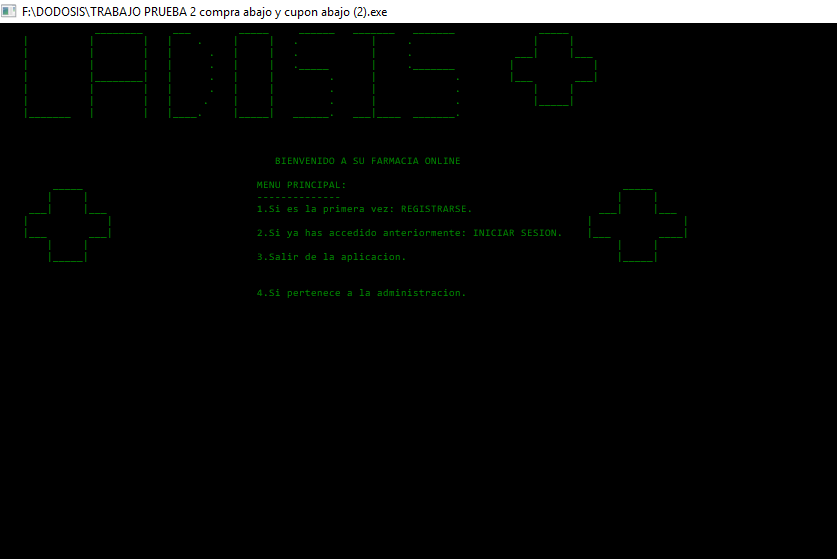 F:\DODOSIS\TRABAJO PRUEBA 2 compra abajo y cupon abajo (2).exe
LADISIS
BIENVENIDO A SU FARMACIA ONLINE
MENU PRINCIPAL:
--------------
1.Si es la primera vez: REGISTRARSE.
2.Si ya has accedido anteriormente: INICIAR SESION.
3.Salir de la aplicacion.
4.Si pertenece a la administracion.